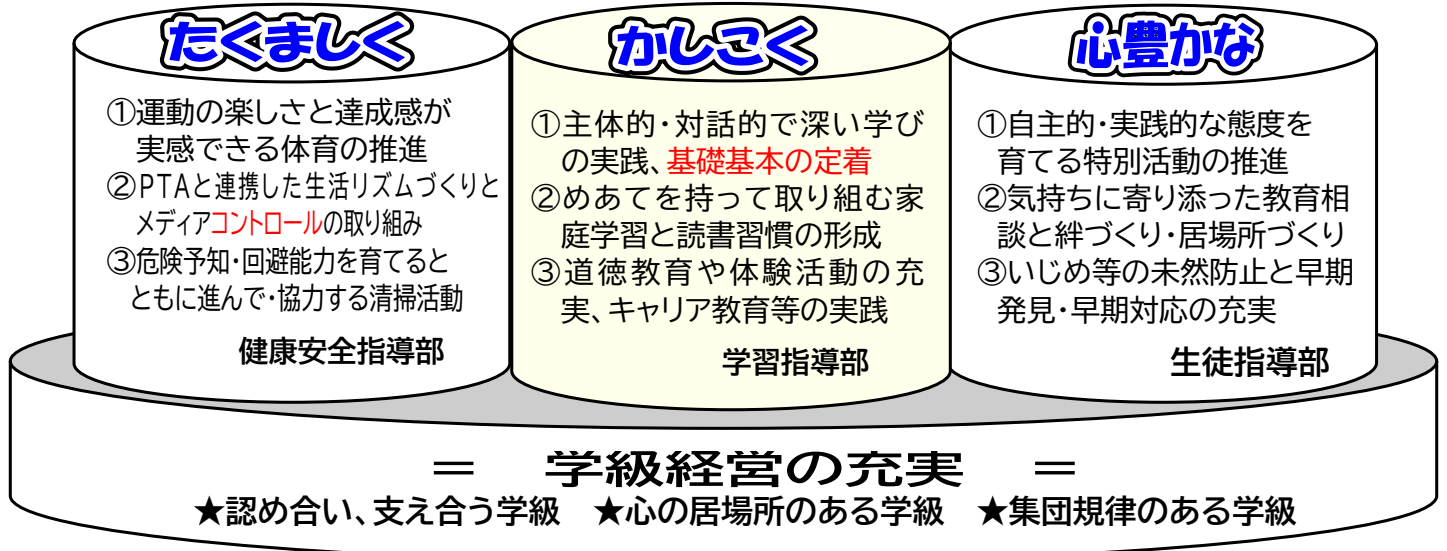 たくましく
①運動の楽しさと達成感が
実感できる体育の推進
②PTAと連携した生活リズムづくりと
メディアコントロールの取り組み
③危険予知・回避能力を育てると
ともに進んで・協力する清掃活動
健康安全指導部
かしこく
①主体的・対話的で深い学び
の実践、基礎基本の定着
②めあてを持って取り組む家
庭学習と読書習慣の形成
③道徳教育や体験活動の充
実、キャリア教育等の実践
学習指導部
心豊かな
①自主的・実践的な態度を
育てる特別活動の推進
②気持ちに寄り添った教育相
談と絆づくり・居場所づくり
③いじめ等の未然防止と早期
発見・早期対応の充実
生徒指導部
＝　学級経営の充実　＝
★認め合い、支え合う学級　★心の居場所のある学級　★集団規律のある学級